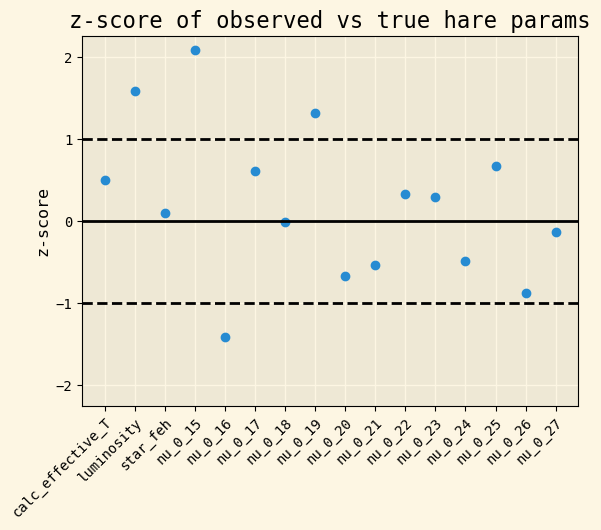 z-score of observed vs true hare params
z-score
2
1
0
−1
−2
calc_effective_T
luminosity
star_feh
nu_0_15
nu_0_16
nu_0_17
nu_0_18
nu_0_19
nu_0_20
nu_0_21
nu_0_22
nu_0_23
nu_0_24
nu_0_25
nu_0_26
nu_0_27